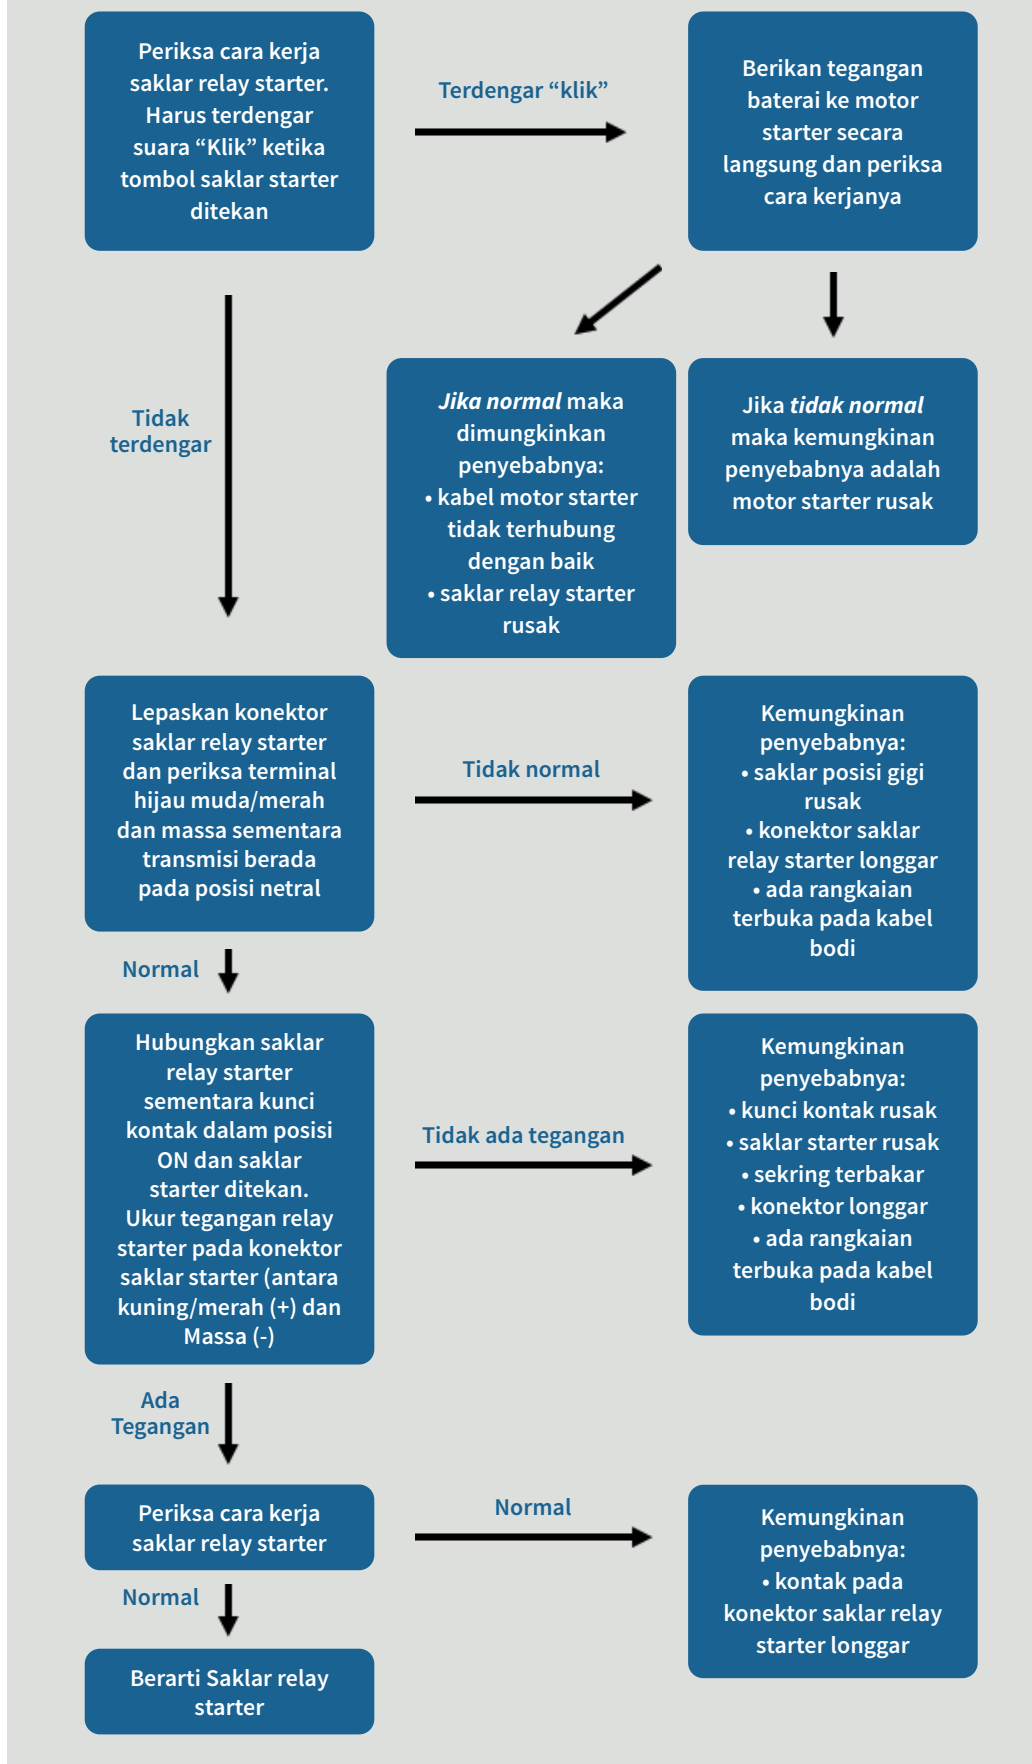 Periksa cara kerja
saklar relay starter.
Harus terdengar
suara “Klik” ketika
tombol saklar starter
ditekan
Terdengar “klik”
Berikan tegangan
baterai ke motor
starter secara
langsung dan periksa
cara kerjanya
Tidak
terdengar
Jika normal maka
dimungkinkan
penyebabnya:
• kabel motor starter
tidak terhubung
dengan baik
• saklar relay starter
rusak
Jika tidak normal
maka kemungkinan
penyebabnya adalah
motor starter rusak
Lepaskan konektor
saklar relay starter
dan periksa terminal
hijau muda/merah
dan massa sementara
transmisi berada
pada posisi netral
Tidak normal
Kemungkinan
penyebabnya:
• saklar posisi gigi
rusak
• konektor saklar
relay starter longgar
• ada rangkaian
terbuka pada kabel
bodi
Normal
Hubungkan saklar
relay starter
sementara kunci
kontak dalam posisi
ON dan saklar
starter ditekan.
Ukur tegangan relay
starter pada konektor
saklar starter (antara
kuning/merah (+) dan
Massa (-)
Tidak ada tegangan
Kemungkinan
penyebabnya:
• kunci kontak rusak
• saklar starter rusak
• sekring terbakar
• konektor longgar
• ada rangkaian
terbuka pada kabel
bodi
Ada
Tegangan
Periksa cara kerja
saklar relay starter
Normal
Kemungkinan
penyebabnya:
• kontak pada
konektor saklar relay
starter longgar
Normal
Berarti Saklar relay
starter